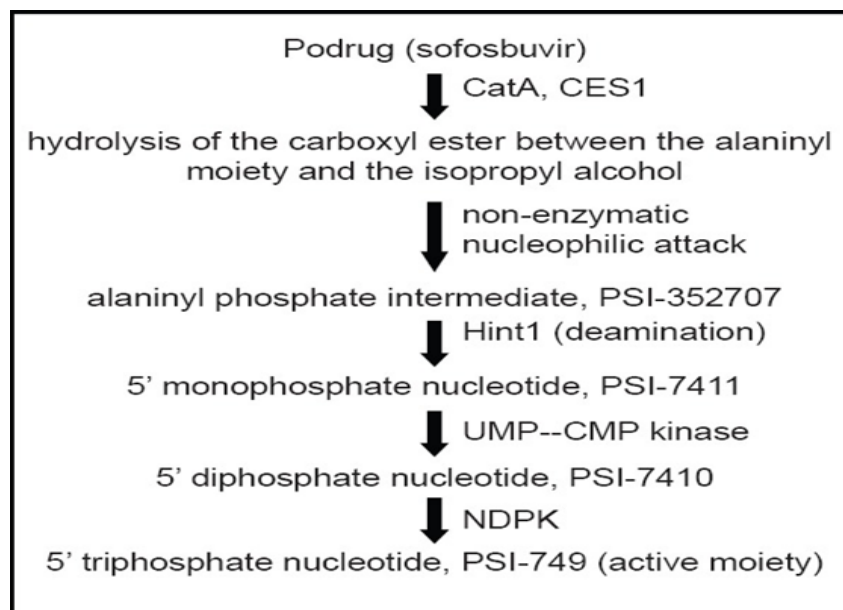 Podrug (sofosbuvir)
CatA, CES1
hydrolysis of the carboxyl ester between the alaninyl
moiety and the isopropyl alcohol
non-enzymatic
nucleophilic attack
alaninyl phosphate intermediate, PSI-352707
Hint1 (deamination)
5’ monophosphate nucleotide, PSI-7411
UMP--CMP kinase
5’ diphosphate nucleotide, PSI-7410
NDPK
5’ triphosphate nucleotide, PSI-749 (active moiety)